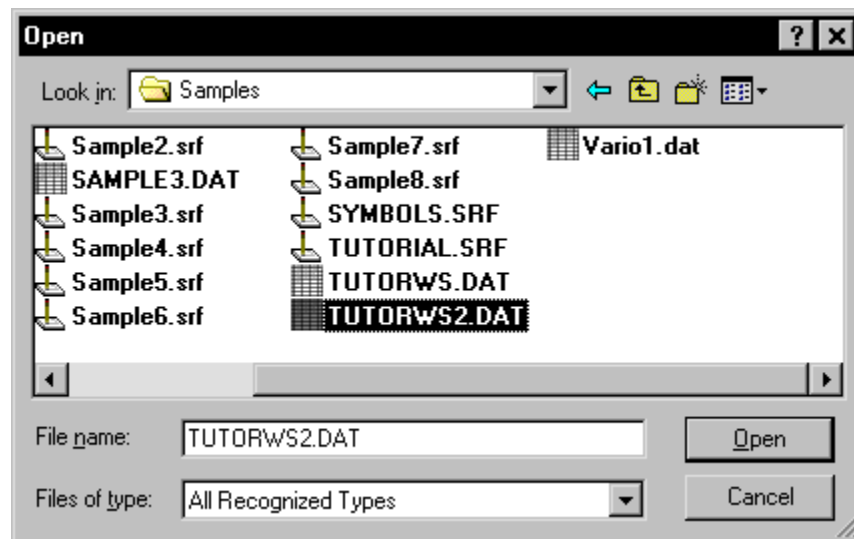 Open
Look in: Samples
Sample2.srf Sample7.srf Vario1.dat
SAMPLE3.DAT Sample8.srf
Sample3.srf SYMBOLS.SRF
Sample4.srf TUTORIAL.SRF
Sample5.srf TUTORWS.DAT
Sample6.srf TUTORWS2.DAT
File name: TUTORWS2.DAT Open
Files of type: All Recognized Types Cancel